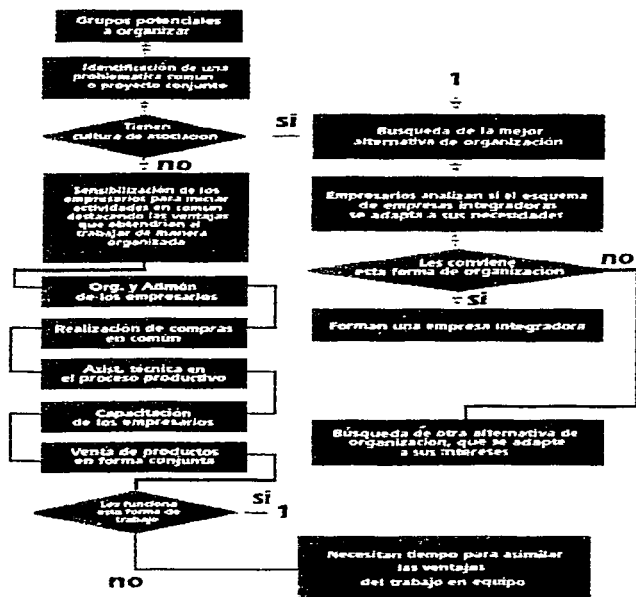 Grupos potenciales
a organizar
Identificación de una
problematica común
o proyecto conjunto
Tienen
cultura de asociación
si
no
Sensibilización de los
empresarios para iniciar
actividades en común
destacando las ventajas
que obtendrían al
trabajar de manera
organizada
Org. y Admón
de los empresarios
Realización de compras
en común
Asist. técnica en
el proceso productivo
Capacitación
de los empresarios
Venta de productos
en forma conjunta
Les funciona
esta forma de
trabajo
si
1
no
1
Busqueda de la mejor
alternativa de organización
Empresarios analizan si el esquema
de empresas integradoras
se adapta a sus necesidades
Les conviene
esta forma de organización
no
si
Forman una empresa integradora
Búsqueda de otra alternativa de
organización, que se adapte
a sus intereses
Necesitan tiempo para asimilar
las ventajas
del trabajo en equipo